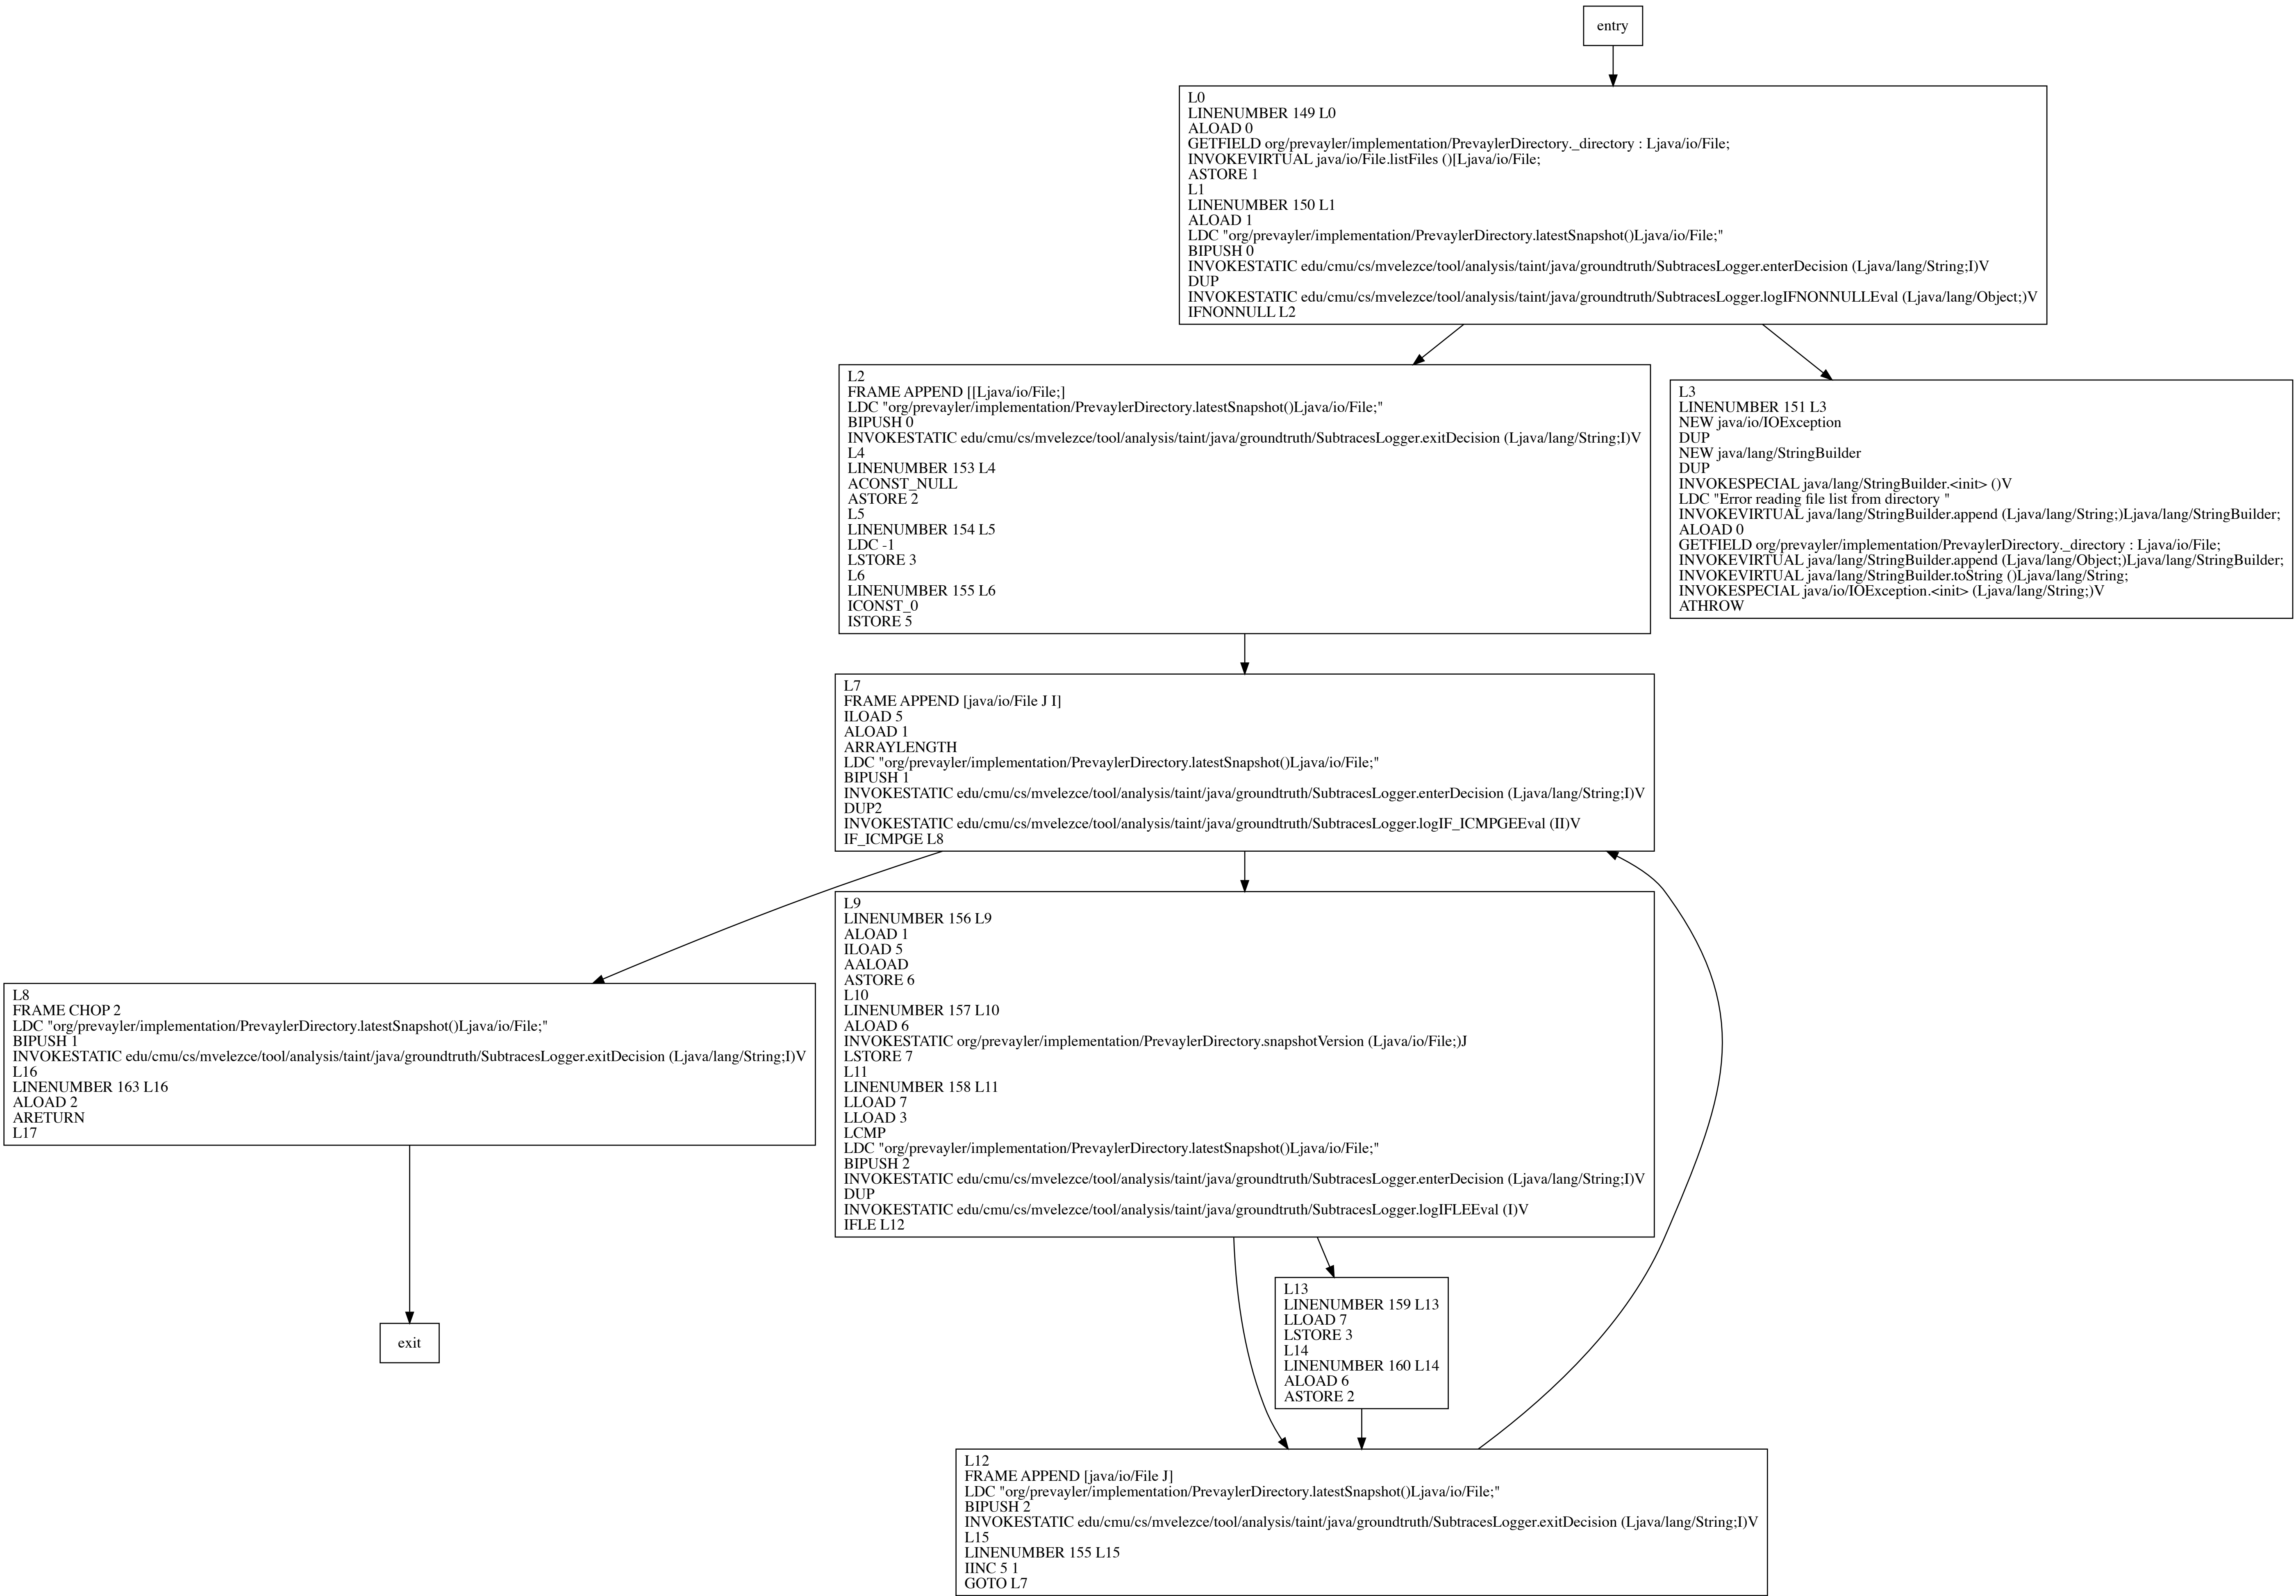 entry
L0
LINENUMBER 149 L0
ALOAD 0
GETFIELD org/prevayler/implementation/PrevaylerDirectory._directory : Ljava/io/File;
INVOKEVIRTUAL java/io/File.listFiles ()[Ljava/io/File;
ASTORE 1
L1
LINENUMBER 150 L1
ALOAD 1
LDC "org/prevayler/implementation/PrevaylerDirectory.latestSnapshot()Ljava/io/File;"
BIPUSH 0
INVOKESTATIC edu/cmu/cs/mvelezce/tool/analysis/taint/java/groundtruth/SubtracesLogger.enterDecision (Ljava/lang/String;I)V
DUP
INVOKESTATIC edu/cmu/cs/mvelezce/tool/analysis/taint/java/groundtruth/SubtracesLogger.logIFNONNULLEval (Ljava/lang/Object;)V
IFNONNULL L2
L2
FRAME APPEND [[Ljava/io/File;]
LDC "org/prevayler/implementation/PrevaylerDirectory.latestSnapshot()Ljava/io/File;"
BIPUSH 0
INVOKESTATIC edu/cmu/cs/mvelezce/tool/analysis/taint/java/groundtruth/SubtracesLogger.exitDecision (Ljava/lang/String;I)V
L4
LINENUMBER 153 L4
ACONST_NULL
ASTORE 2
L5
LINENUMBER 154 L5
LDC -1
LSTORE 3
L6
LINENUMBER 155 L6
ICONST_0
ISTORE 5
L3
LINENUMBER 151 L3
NEW java/io/IOException
DUP
NEW java/lang/StringBuilder
DUP
INVOKESPECIAL java/lang/StringBuilder.<init> ()V
LDC "Error reading file list from directory "
INVOKEVIRTUAL java/lang/StringBuilder.append (Ljava/lang/String;)Ljava/lang/StringBuilder;
ALOAD 0
GETFIELD org/prevayler/implementation/PrevaylerDirectory._directory : Ljava/io/File;
INVOKEVIRTUAL java/lang/StringBuilder.append (Ljava/lang/Object;)Ljava/lang/StringBuilder;
INVOKEVIRTUAL java/lang/StringBuilder.toString ()Ljava/lang/String;
INVOKESPECIAL java/io/IOException.<init> (Ljava/lang/String;)V
ATHROW
L7
FRAME APPEND [java/io/File J I]
ILOAD 5
ALOAD 1
ARRAYLENGTH
LDC "org/prevayler/implementation/PrevaylerDirectory.latestSnapshot()Ljava/io/File;"
BIPUSH 1
INVOKESTATIC edu/cmu/cs/mvelezce/tool/analysis/taint/java/groundtruth/SubtracesLogger.enterDecision (Ljava/lang/String;I)V
DUP2
INVOKESTATIC edu/cmu/cs/mvelezce/tool/analysis/taint/java/groundtruth/SubtracesLogger.logIF_ICMPGEEval (II)V
IF_ICMPGE L8
L9
LINENUMBER 156 L9
ALOAD 1
ILOAD 5
AALOAD
ASTORE 6
L10
LINENUMBER 157 L10
ALOAD 6
INVOKESTATIC org/prevayler/implementation/PrevaylerDirectory.snapshotVersion (Ljava/io/File;)J
LSTORE 7
L11
LINENUMBER 158 L11
LLOAD 7
LLOAD 3
LCMP
LDC "org/prevayler/implementation/PrevaylerDirectory.latestSnapshot()Ljava/io/File;"
BIPUSH 2
INVOKESTATIC edu/cmu/cs/mvelezce/tool/analysis/taint/java/groundtruth/SubtracesLogger.enterDecision (Ljava/lang/String;I)V
DUP
INVOKESTATIC edu/cmu/cs/mvelezce/tool/analysis/taint/java/groundtruth/SubtracesLogger.logIFLEEval (I)V
IFLE L12
L8
FRAME CHOP 2
LDC "org/prevayler/implementation/PrevaylerDirectory.latestSnapshot()Ljava/io/File;"
BIPUSH 1
INVOKESTATIC edu/cmu/cs/mvelezce/tool/analysis/taint/java/groundtruth/SubtracesLogger.exitDecision (Ljava/lang/String;I)V
L16
LINENUMBER 163 L16
ALOAD 2
ARETURN
L17
L13
LINENUMBER 159 L13
LLOAD 7
LSTORE 3
L14
LINENUMBER 160 L14
ALOAD 6
ASTORE 2
exit
L12
FRAME APPEND [java/io/File J]
LDC "org/prevayler/implementation/PrevaylerDirectory.latestSnapshot()Ljava/io/File;"
BIPUSH 2
INVOKESTATIC edu/cmu/cs/mvelezce/tool/analysis/taint/java/groundtruth/SubtracesLogger.exitDecision (Ljava/lang/String;I)V
L15
LINENUMBER 155 L15
IINC 5 1
GOTO L7